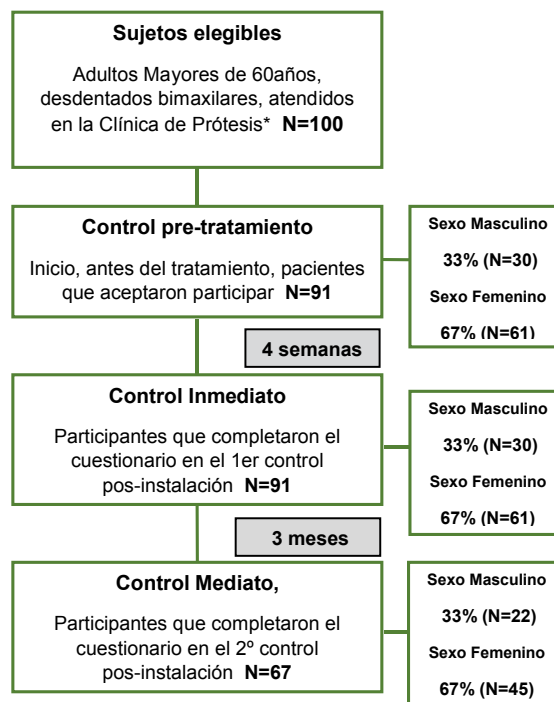 Sujetos elegibles
Adultos Mayores de 60años,
desdentados bimaxilares, atendidos
en la Clínica de Prótesis* N=100
Control pre-tratamiento
Inicio, antes del tratamiento, pacientes
que aceptaron participar N=91
Sexo Masculino
33% (N=30)
Sexo Femenino
67% (N=61)
4 semanas
Control Inmediato
Participantes que completaron el
cuestionario en el 1er control
pos-instalación N=91
Sexo Masculino
33% (N=30)
Sexo Femenino
67% (N=61)
3 meses
Control Mediato,
Participantes que completaron el
cuestionario en el 2º control
pos-instalación N=67
Sexo Masculino
33% (N=22)
Sexo Femenino
67% (N=45)